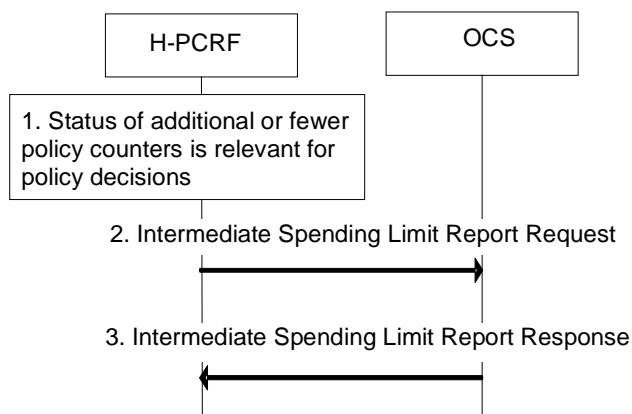 H-PCRF
OCS
1. Status of additional or fewer
policy counters is relevant for
policy decisions
2. Intermediate Spending Limit Report Request
3. Intermediate Spending Limit Report Response